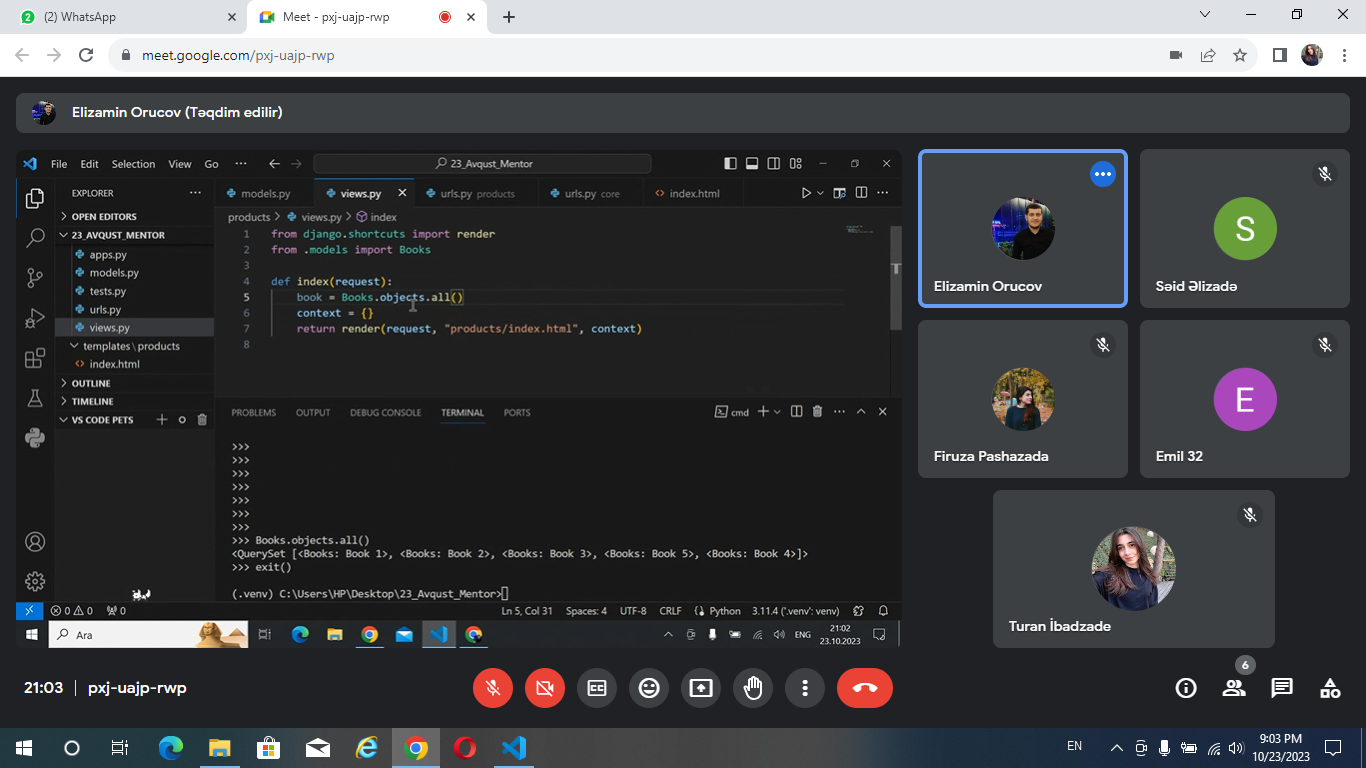 (2) WhatsApp
Meet - pxj-uajp-rwp
meet.google.com/pxj-uajp-rwp
Elizamin Orucov (Təqdim edilir)
File Edit Selection View Go ··· 23_Avqust_Mentor
EXPLORER ···
models.py views.py urls.py products urls.py core index.html
OPEN EDITORS
products > views.py > index
23_AVQUST_MENTOR
apps.py
models.py
tests.py
urls.py
views.py
templates \ products
index.html
OUTLINE
TIMELINE
VS CODE PETS
1 from django.shortcuts import render
2 from .models import Books
3
4 def index(request):
5 book = Books.objects.all()
6 context = {}
7 return render(request, "products/index.html", context)
8
PROBLEMS OUTPUT DEBUG CONSOLE TERMINAL PORTS cmd
>>>
>>>
>>>
>>>
>>>
>>>
>>>
>>> Books.objects.all()
<QuerySet [<Books: Book 1>, <Books: Book 2>, <Books: Book 3>, <Books: Book 5>, <Books: Book 4>]>
>>> exit()
(.venv) C:\Users\HP\Desktop\23_Avqust_Mentor>
0 0 0 Ln 5, Col 31 Spaces: 4 UTF-8 CRLF Python 3.11.4 ('.venv': venv)
Ara
ENG
21:02
23.10.2023
Elizamin Orucov
S
Səid Əlizadə
Firuza Pashazada
E
Emil 32
Turan İbadzade
21:03 | pxj-uajp-rwp
6
EN
9:03 PM
10/23/2023